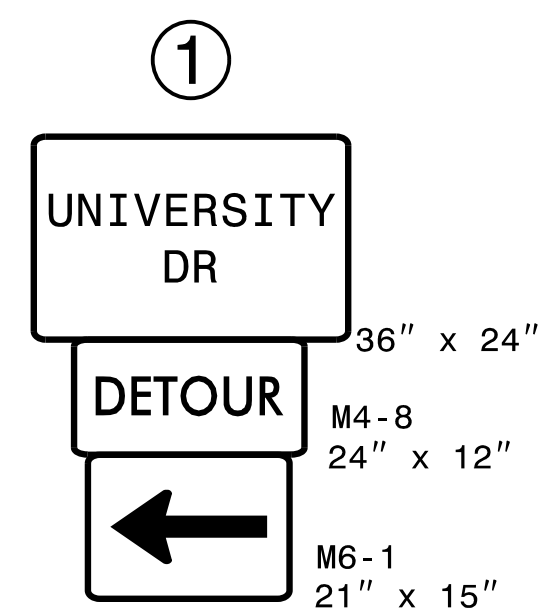 1
UNIVERSITY
DR
36" x 24"
DETOUR
M4-8
24" x 12"
M6-1
21" x 15"